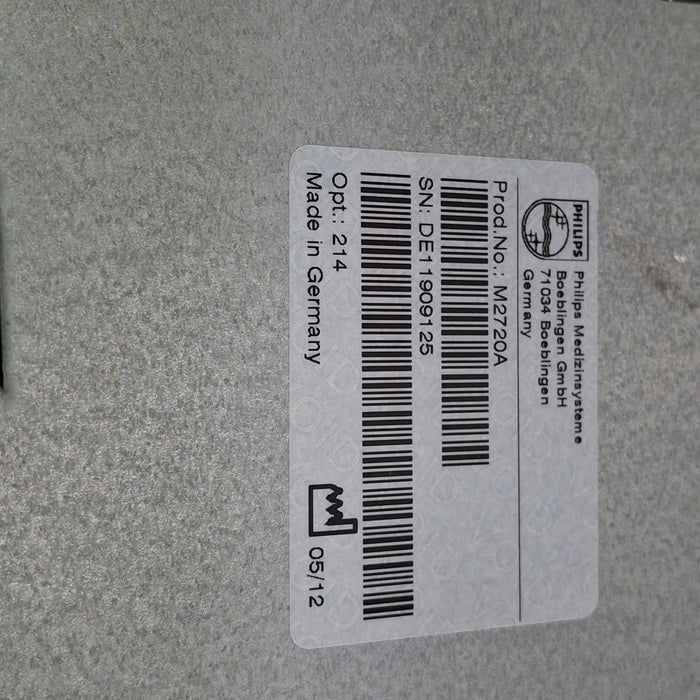 PHILIPS
Philips Medizinsysteme
Boeblingen GmbH
71034 Boeblingen
Germany
Prod.No.: M2720A
SN: DE11909125
Opt.: 214
Made in Germany
05/12